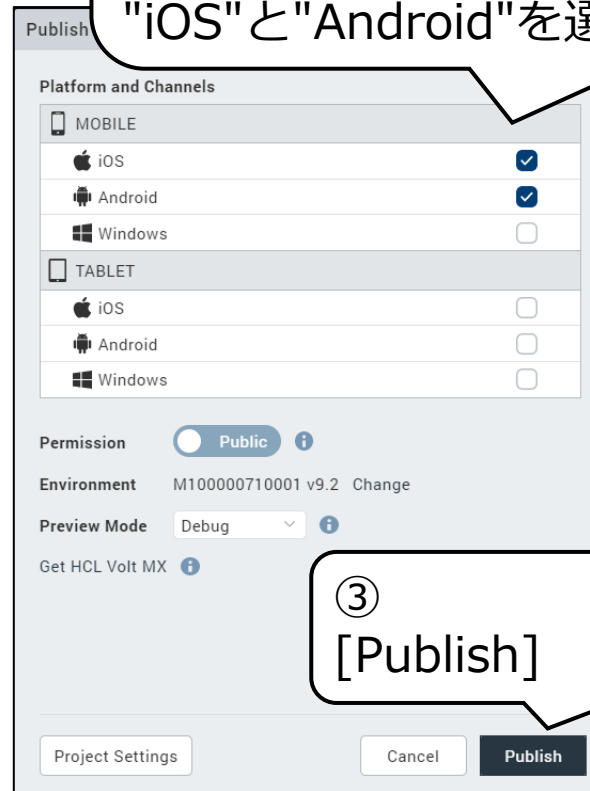 "iOS"と"Android"を選
Publish
Platform and Channels
MOBILE
iOS
Android
Windows
TABLET
iOS
Android
Windows
Permission Public
Environment M100000710001 v9.2 Change
Preview Mode Debug
Get HCL Volt MX
③
[Publish]
Project Settings Cancel Publish